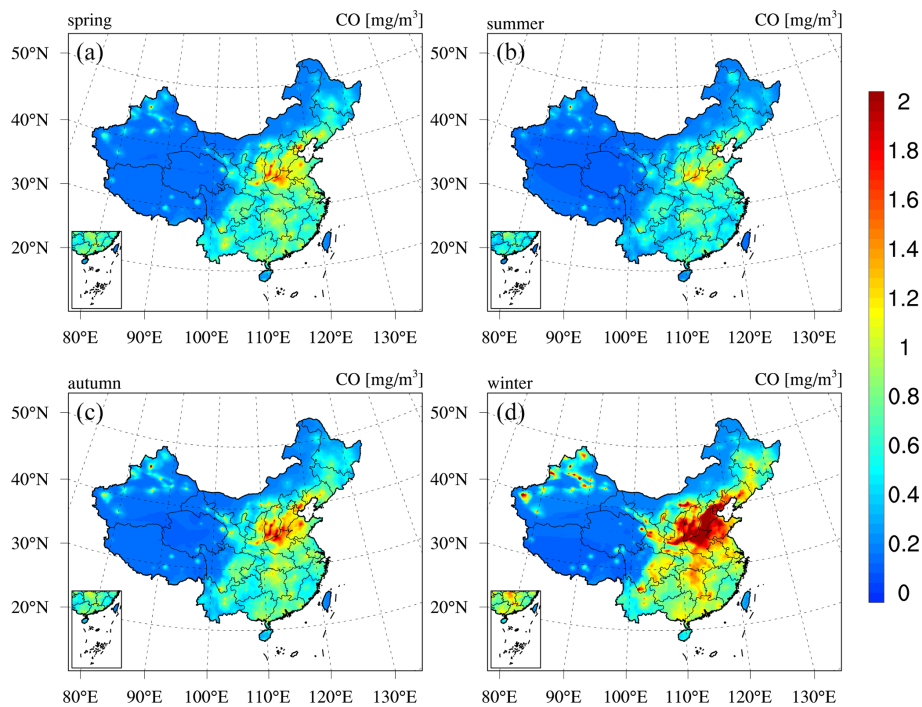 spring CO [mg/m³] summer CO [mg/m³]
(a) (b)
50°N 50°N
40°N 40°N
30°N 30°N
20°N 20°N
80°E 90°E 100°E 110°E 120°E 130°E 80°E 90°E 100°E 110°E 120°E 130°E
autumn CO [mg/m³] winter CO [mg/m³]
(c) (d)
50°N 50°N
40°N 40°N
30°N 30°N
20°N 20°N
80°E 90°E 100°E 110°E 120°E 130°E 80°E 90°E 100°E 110°E 120°E 130°E
2
1.8
1.6
1.4
1.2
1
0.8
0.6
0.4
0.2
0